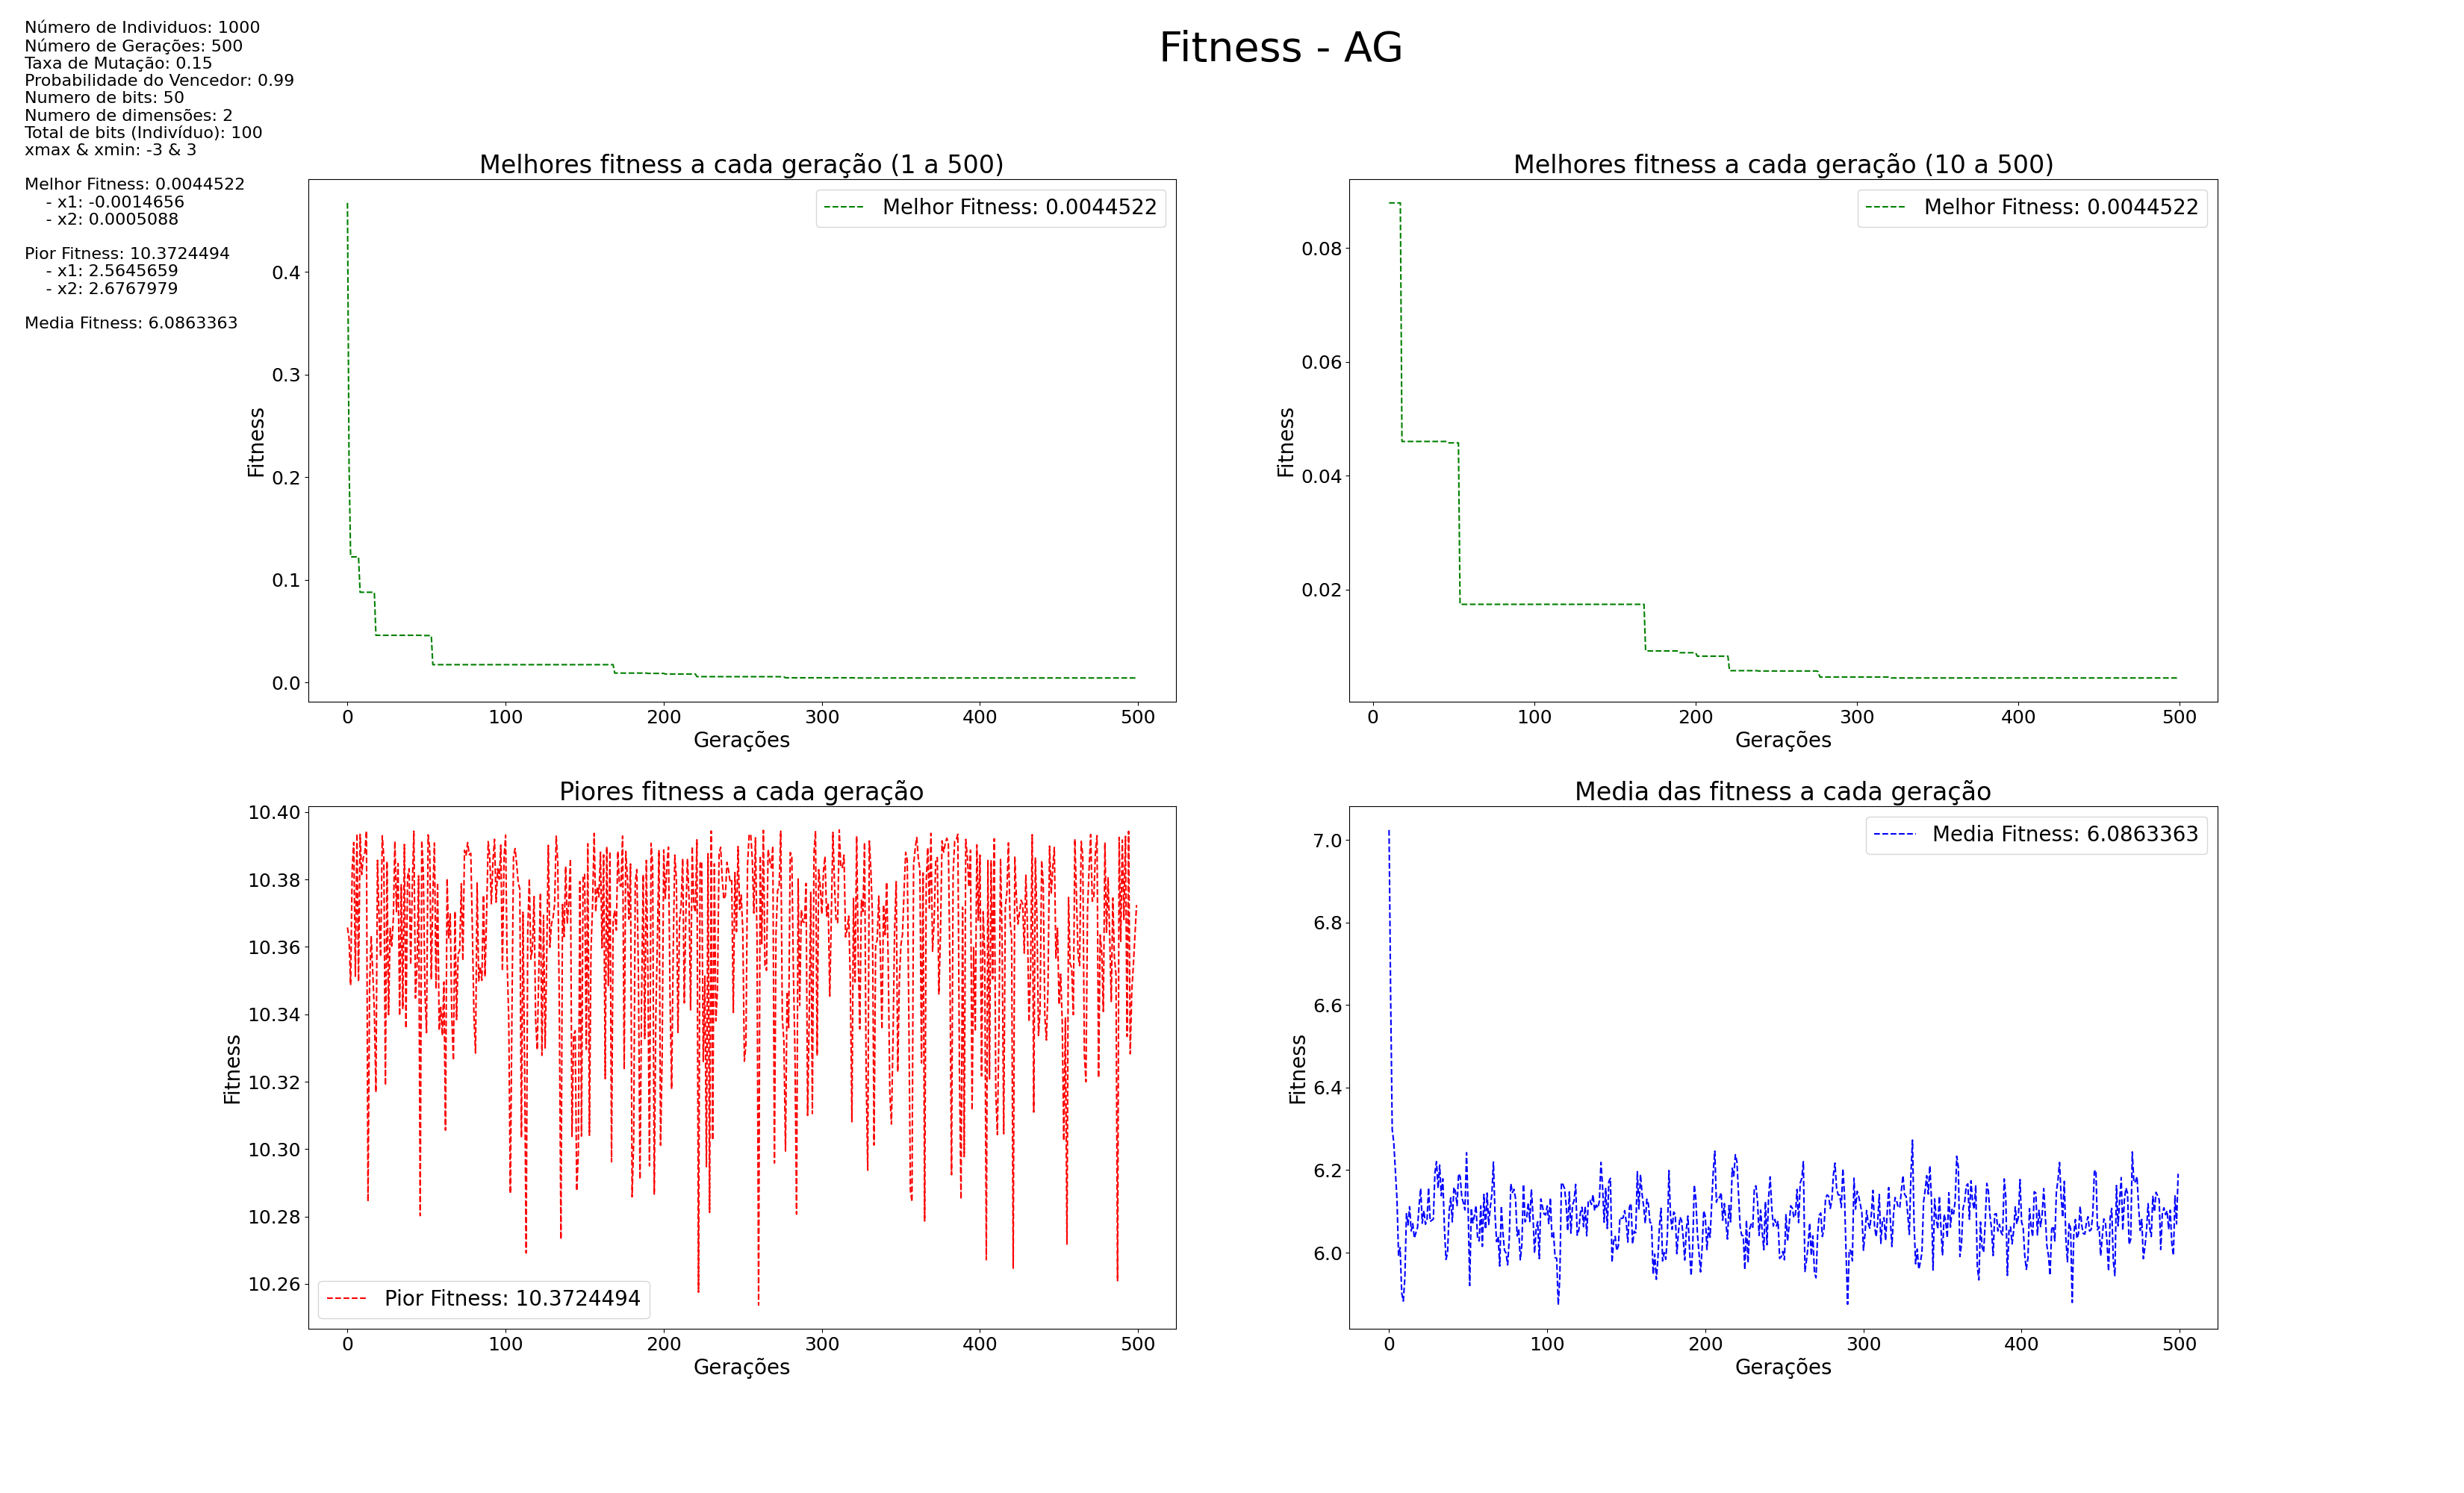 Número de Individuos: 1000
Número de Gerações: 500
Taxa de Mutação: 0.15
Probabilidade do Vencedor: 0.99
Numero de bits: 50
Numero de dimensões: 2
Total de bits (Indivíduo): 100
xmax & xmin: -3 & 3
Melhor Fitness: 0.0044522
- x1: -0.0014656
- x2: 0.0005088
Pior Fitness: 10.3724494
- x1: 2.5645659
- x2: 2.6767979
Media Fitness: 6.0863363
Fitness - AG
Melhores fitness a cada geração (1 a 500)
Melhor Fitness: 0.0044522
0.4
0.3
0.2
0.1
0.0
Fitness
0 100 200 300 400 500
Gerações
Melhores fitness a cada geração (10 a 500)
Melhor Fitness: 0.0044522
0.08
0.06
0.04
0.02
Fitness
0 100 200 300 400 500
Gerações
Piores fitness a cada geração
10.40
10.38
10.36
10.34
10.32
10.30
10.28
10.26
Fitness
Pior Fitness: 10.3724494
0 100 200 300 400 500
Gerações
Media das fitness a cada geração
Media Fitness: 6.0863363
7.0
6.8
6.6
6.4
6.2
6.0
Fitness
0 100 200 300 400 500
Gerações